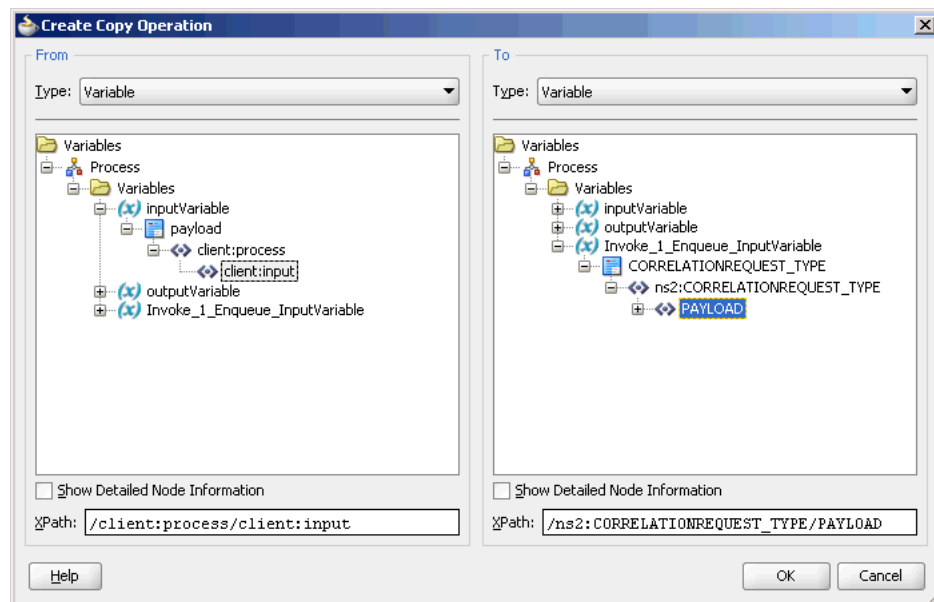 Create Copy Operation
From
Type: Variable
Variables
Process
Variables
inputVariable
payload
client:process
client:input
outputVariable
Invoke_1_Enqueue_InputVariable
Show Detailed Node Information
XPath: /client:process/client:input
To
Type: Variable
Variables
Process
Variables
inputVariable
outputVariable
Invoke_1_Enqueue_InputVariable
CORRELATIONREQUEST_TYPE
ns2:CORRELATIONREQUEST_TYPE
PAYLOAD
Show Detailed Node Information
XPath: /ns2:CORRELATIONREQUEST_TYPE/PAYLOAD
Help
OK
Cancel